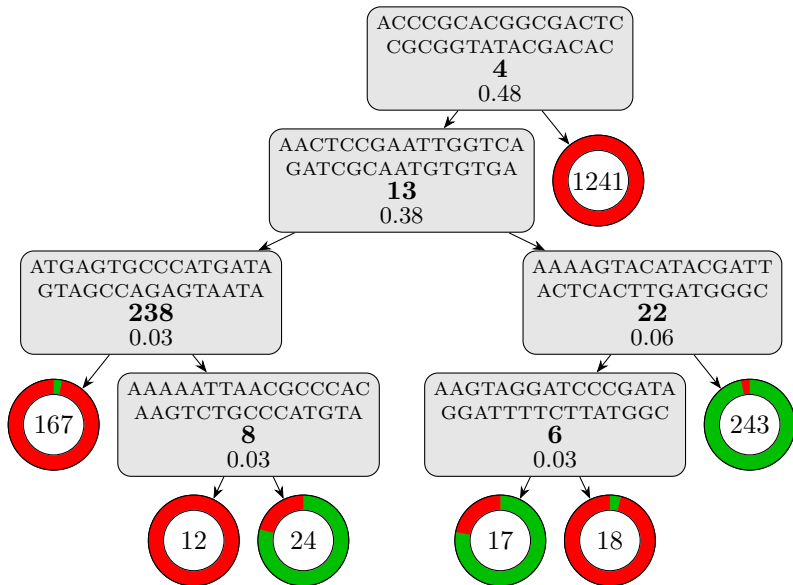 ACCCGCACGGCGACTC
CGCGGTATACGACAC
4
0.48
AACTCCGAATTGGTCA
GATCGCAATGTGTGA
13
0.38
1241
ATGAGTGCCCATGATA
GTAGCCAGAGTAATA
238
0.03
AAAAGTACATACGATT
ACTCACTTGATGGGC
22
0.06
167
AAAAATTAACGCCCAC
AAGTCTGCCCATGTA
8
0.03
AAGTAGGATCCCGATA
GGATTTTCTTATGGC
6
0.03
243
12
24
17
18